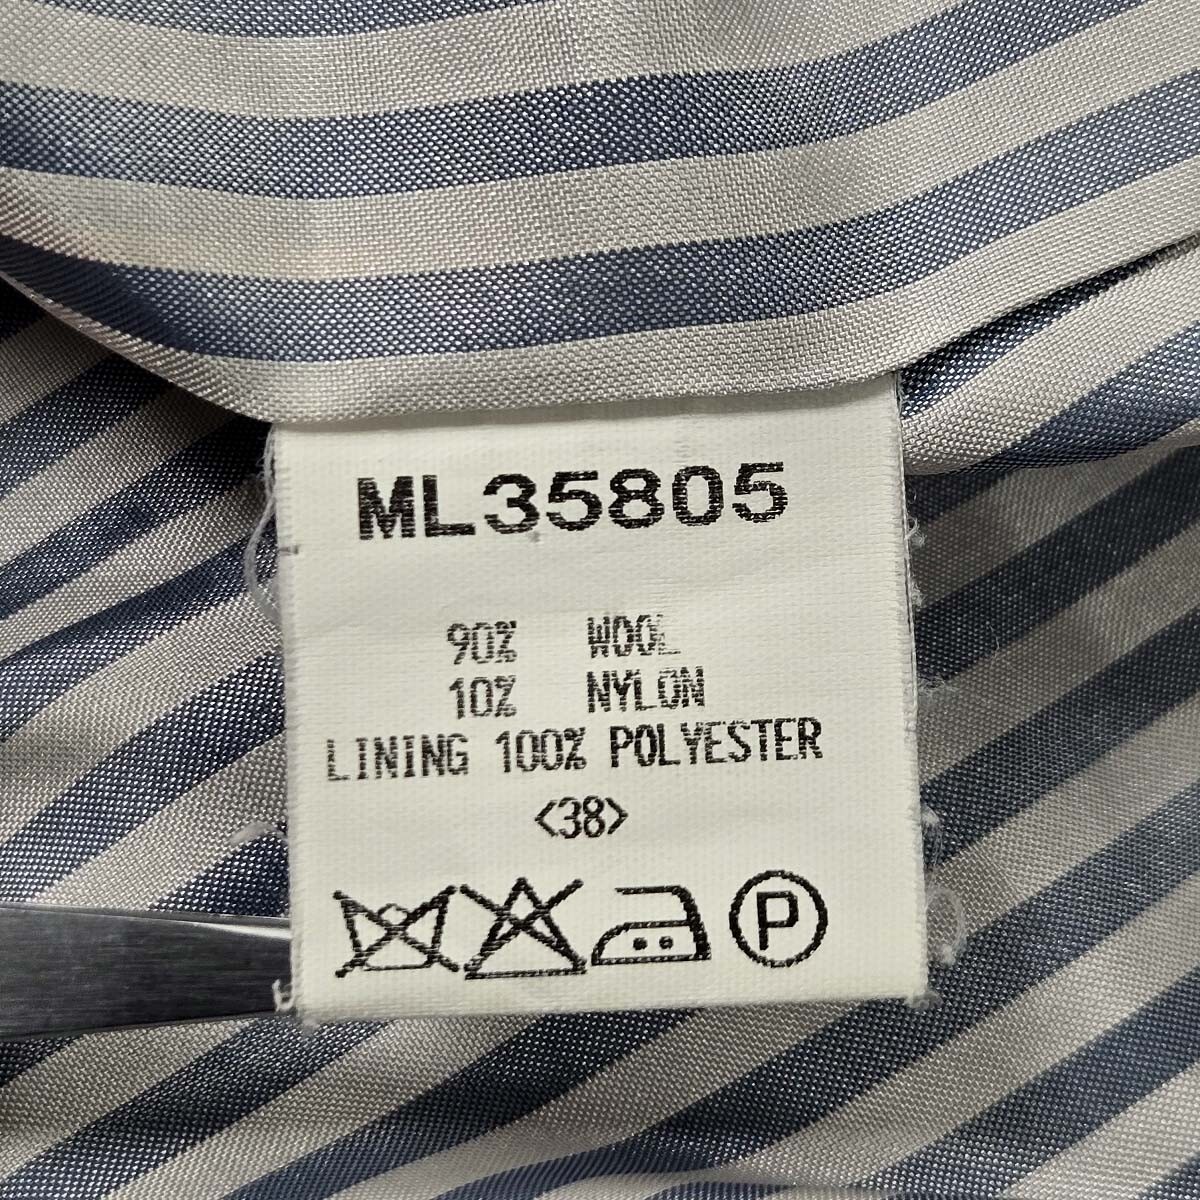 ML35805
90% WOOL
10% NYLON
LINING 100% POLYESTER
<38>
P